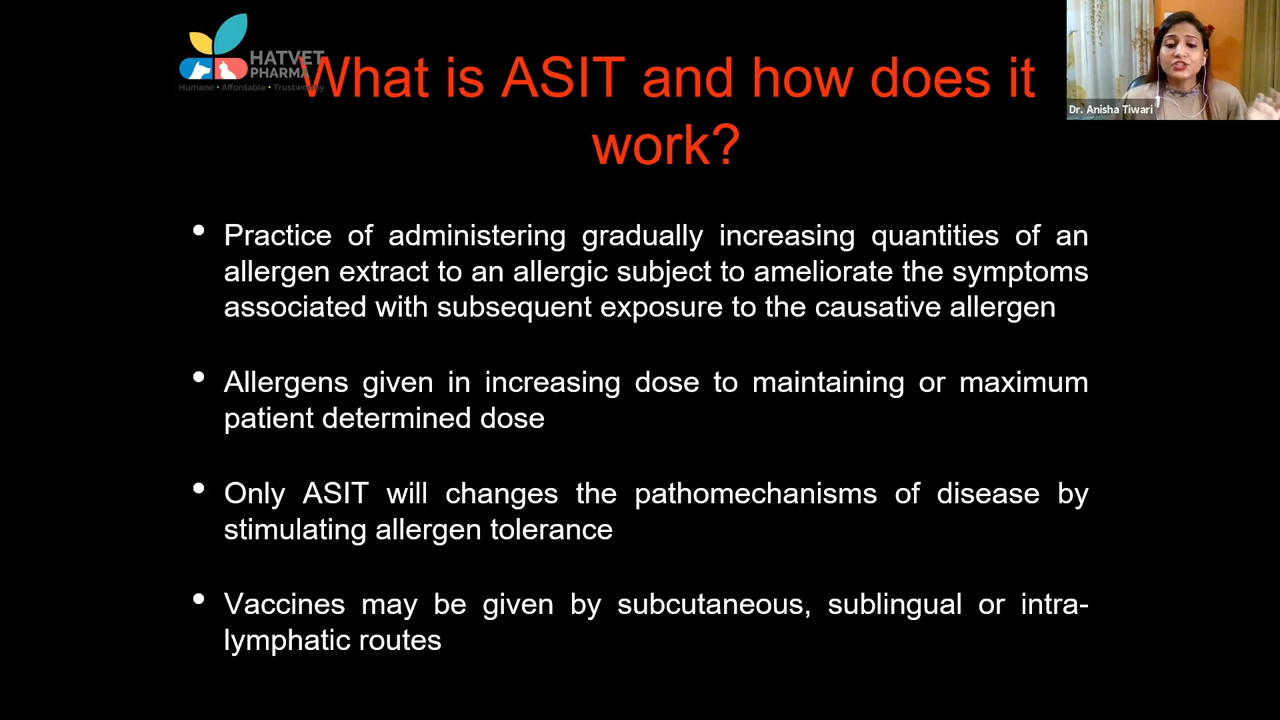 HATVET
PHARMA
Humane • Affordable • Trustworthy
What is ASIT and how does it
work?
Dr. Anisha Tiwari
• Practice of administering gradually increasing quantities of an
allergen extract to an allergic subject to ameliorate the symptoms
associated with subsequent exposure to the causative allergen
• Allergens given in increasing dose to maintaining or maximum
patient determined dose
• Only ASIT will changes the pathomechanisms of disease by
stimulating allergen tolerance
• Vaccines may be given by subcutaneous, sublingual or intra-
lymphatic routes